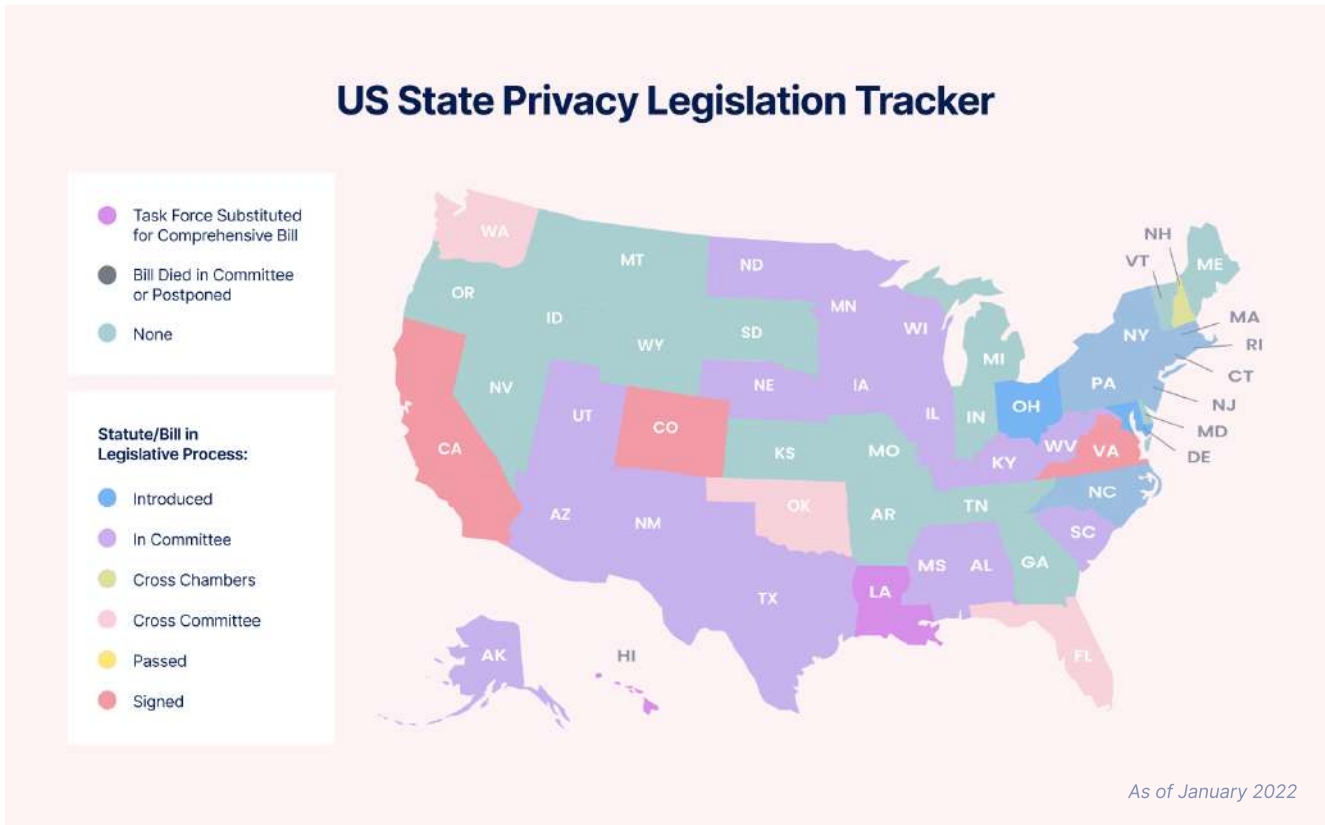 US State Privacy Legislation Tracker
Task Force Substituted
for Comprehensive Bill
Bill Died in Committee
or Postponed
None
Statute/Bill in
Legislative Process:
Introduced
In Committee
Cross Chambers
Cross Committee
Passed
Signed
WA
MT
ND
OR
ID
WY
SD
MN
WI
NV
UT
CO
NE
IA
IL
IN
MI
OH
CA
KS
MO
KY
WV
VA
AZ
NM
OK
AR
TN
NC
SC
TX
LA
MS
AL
GA
FL
AK
HI
NH
VT
ME
NY
PA
MA
RI
CT
NJ
MD
DE
As of January 2022